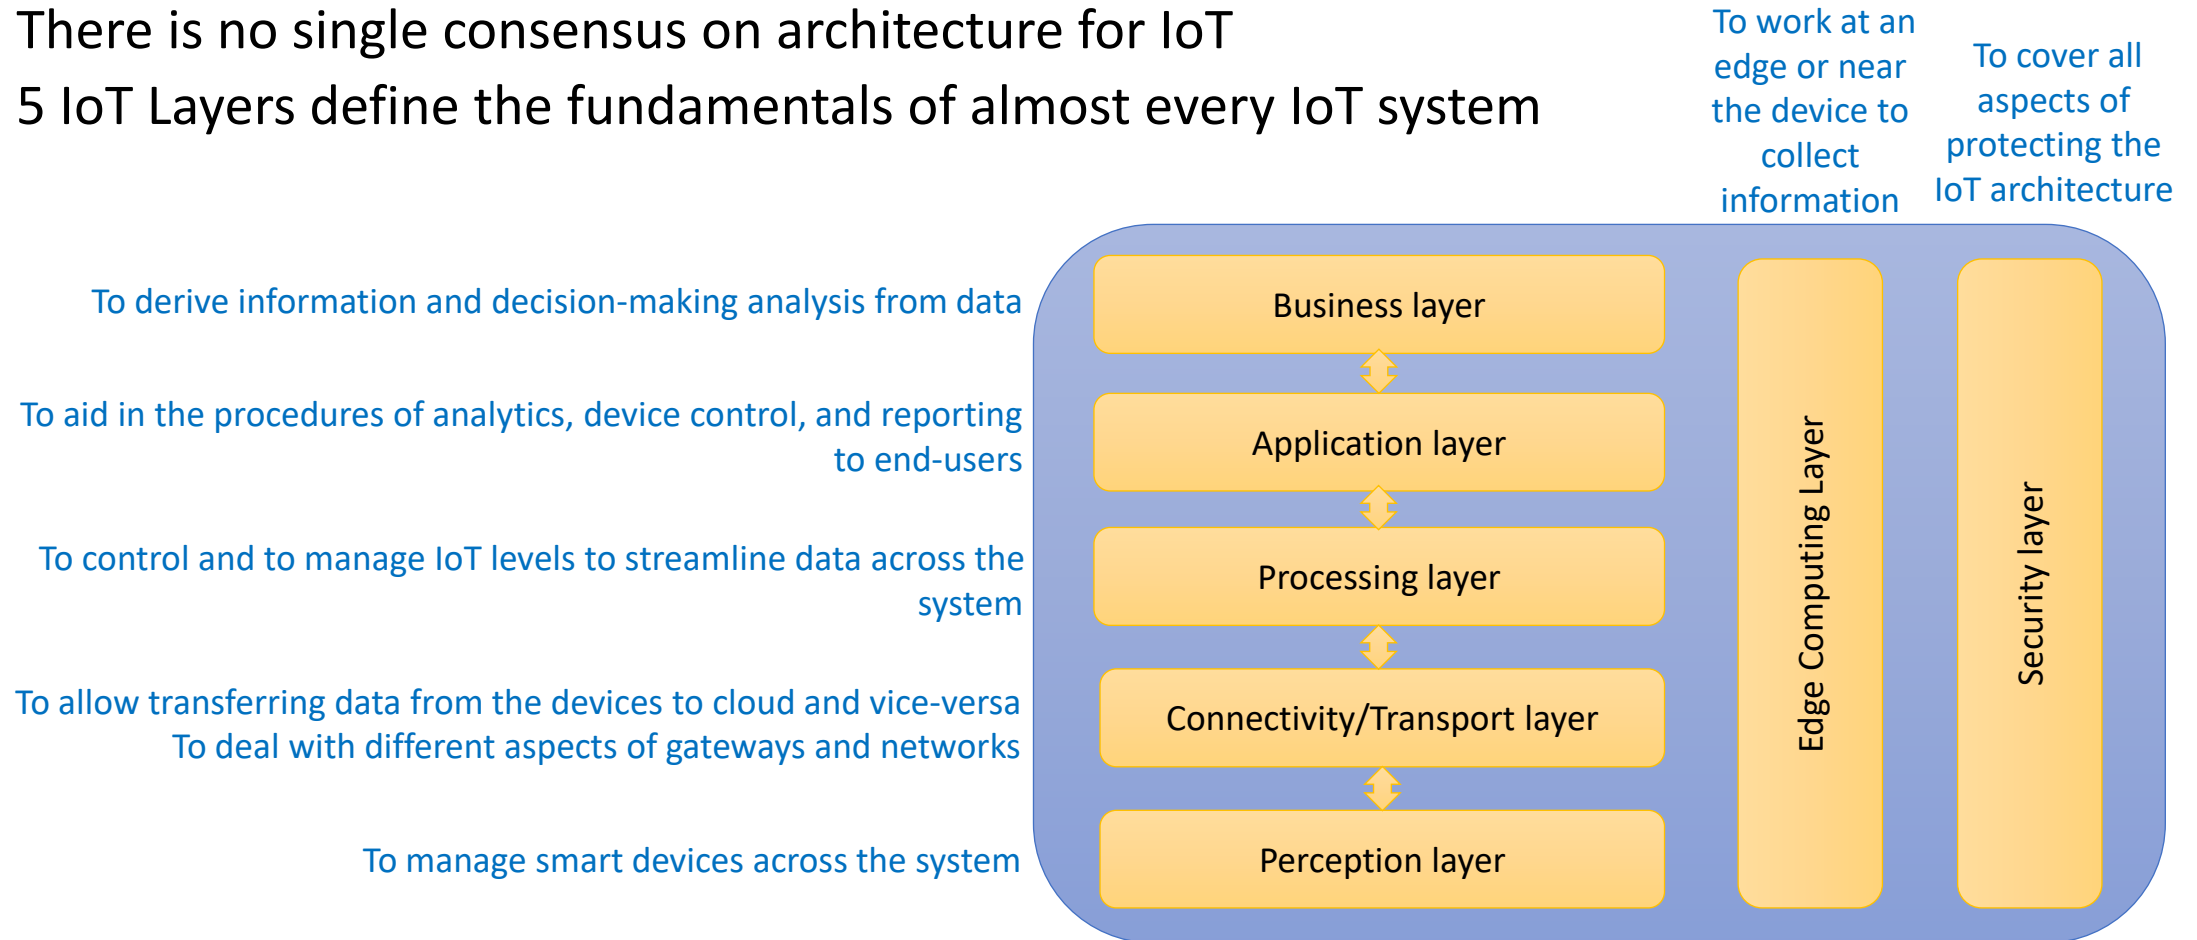 There is no single consensus on architecture for IoT
5 IoT Layers define the fundamentals of almost every IoT system
To work at an
edge or near
the device to
collect
information
To cover all
aspects of
protecting the
IoT architecture
To derive information and decision-making analysis from data
Business layer
To aid in the procedures of analytics, device control, and reporting
to end-users
Application layer
To control and to manage IoT levels to streamline data across the
system
Processing layer
To allow transferring data from the devices to cloud and vice-versa
To deal with different aspects of gateways and networks
Connectivity/Transport layer
To manage smart devices across the system
Perception layer
Edge Computing Layer
Security layer